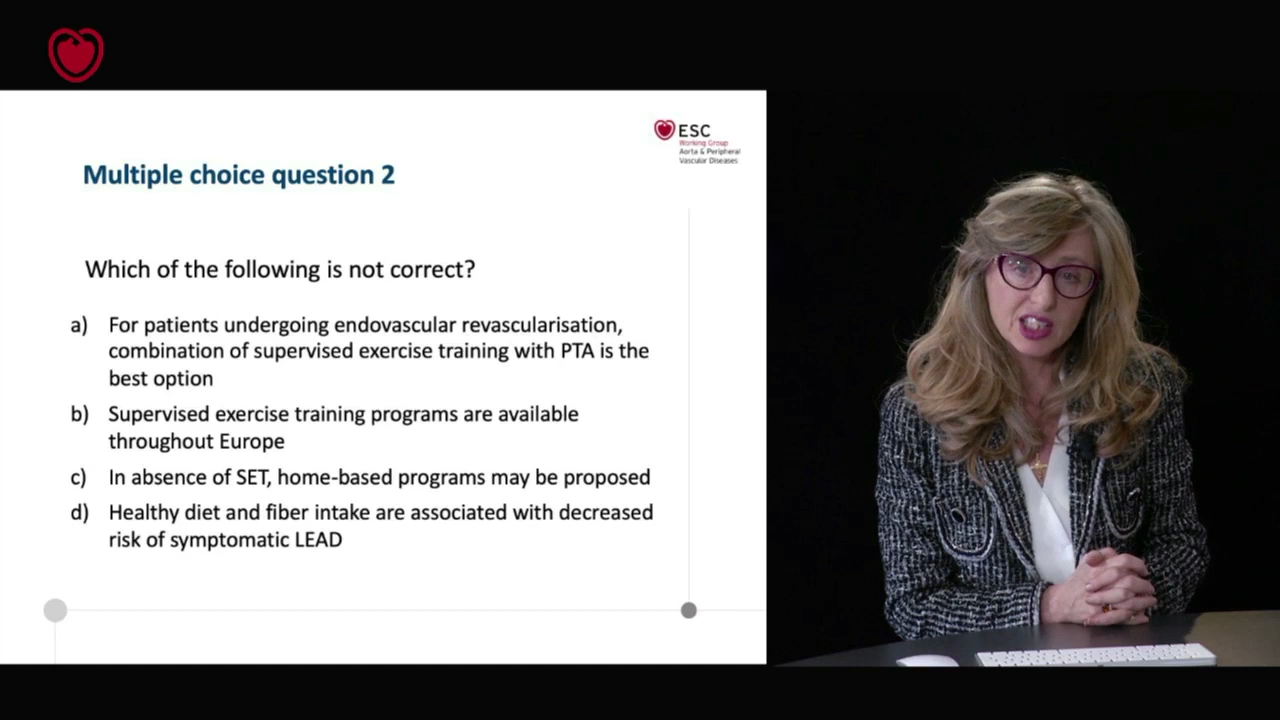 ESC
Working Group
Aorta & Peripheral
Vascular Diseases
Multiple choice question 2
Which of the following is not correct?
a) For patients undergoing endovascular revascularisation,
combination of supervised exercise training with PTA is the
best option
b) Supervised exercise training programs are available
throughout Europe
c) In absence of SET, home-based programs may be proposed
d) Healthy diet and fiber intake are associated with decreased
risk of symptomatic LEAD